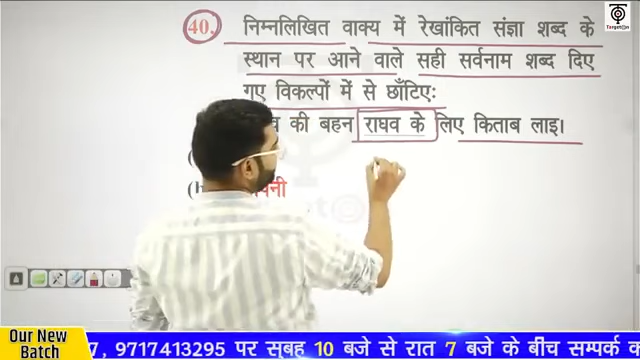 40. निम्नलिखित वाक्य में रेखांकित संज्ञा शब्द के
स्थान पर आने वाले सही सर्वनाम शब्द दिए
गए विकल्पों में से छाँटिए:
की बहन राघव के लिए किताब लाइ।
Our New
Batch
7, 9717413295 पर सुबह 10 बजे से रात 7 बजे के बीच सम्पर्क क